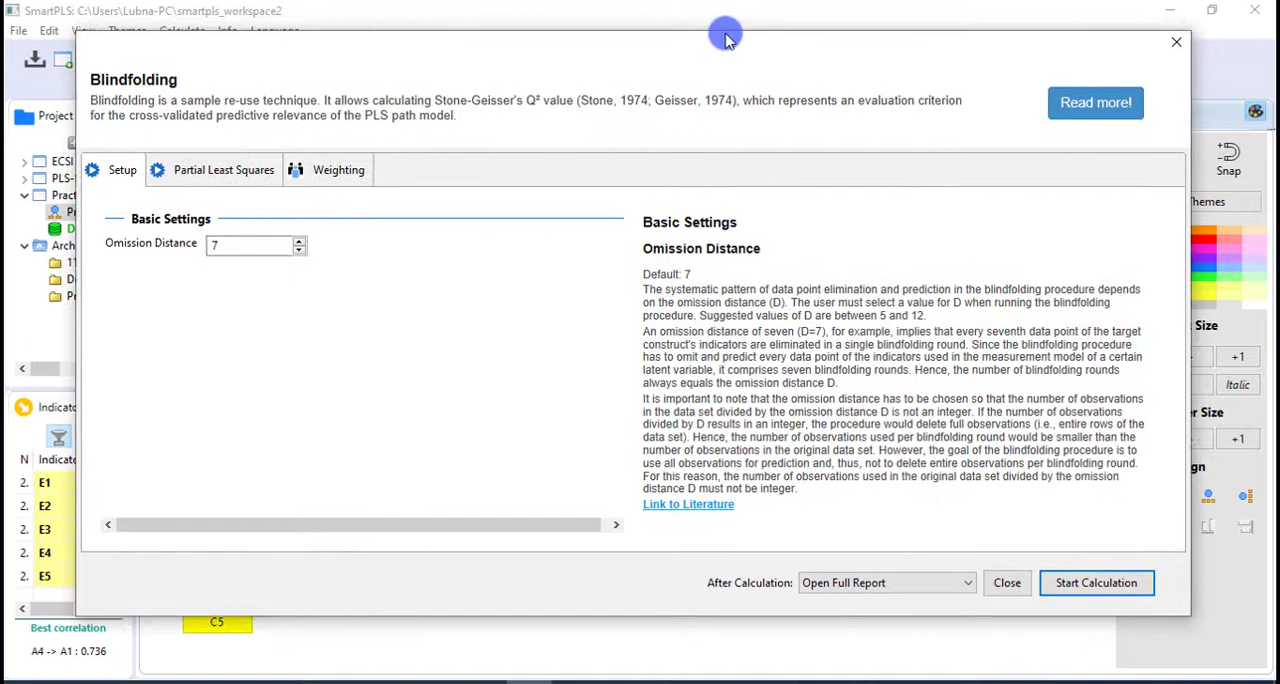 SmartPLS: C:\Users\Lubna-PC\smartpls_workspace2
File Edit View Themes Calculate Info Language
Blindfolding
Blindfolding is a sample re-use technique. It allows calculating Stone-Geisser's Q² value (Stone, 1974; Geisser, 1974), which represents an evaluation criterion
for the cross-validated predictive relevance of the PLS path model.
Read more!
Project
Setup
Partial Least Squares
Weighting
Snap
ECSI
PLS-
Pract
Pr
D
Arch
11
Di
Pr
Themes
Basic Settings
Omission Distance 7
Basic Settings
Omission Distance
Default: 7
The systematic pattern of data point elimination and prediction in the blindfolding procedure depends
on the omission distance (D). The user must select a value for D when running the blindfolding
procedure. Suggested values of D are between 5 and 12.
An omission distance of seven (D=7), for example, implies that every seventh data point of the target
construct's indicators are eliminated in a single blindfolding round. Since the blindfolding procedure
has to omit and predict every data point of the indicators used in the measurement model of a certain
latent variable, it comprises seven blindfolding rounds. Hence, the number of blindfolding rounds
always equals the omission distance D.
It is important to note that the omission distance has to be chosen so that the number of observations
in the data set divided by the omission distance D is not an integer. If the number of observations
divided by D results in an integer, the procedure would delete full observations (i.e., entire rows of the
data set). Hence, the number of observations used per blindfolding round would be smaller than the
number of observations in the original data set. However, the goal of the blindfolding procedure is to
use all observations for prediction and, thus, not to delete entire observations per blindfolding round.
For this reason, the number of observations used in the original data set divided by the omission
distance D must not be integer.
Link to Literature
Size
+1
Italic
er Size
+1
gn
Indicato
N Indicato
2. E1
2. E2
2. E3
2. E4
2. E5
After Calculation: Open Full Report
Close
Start Calculation
C5
Best correlation
A4 -> A1 : 0.736